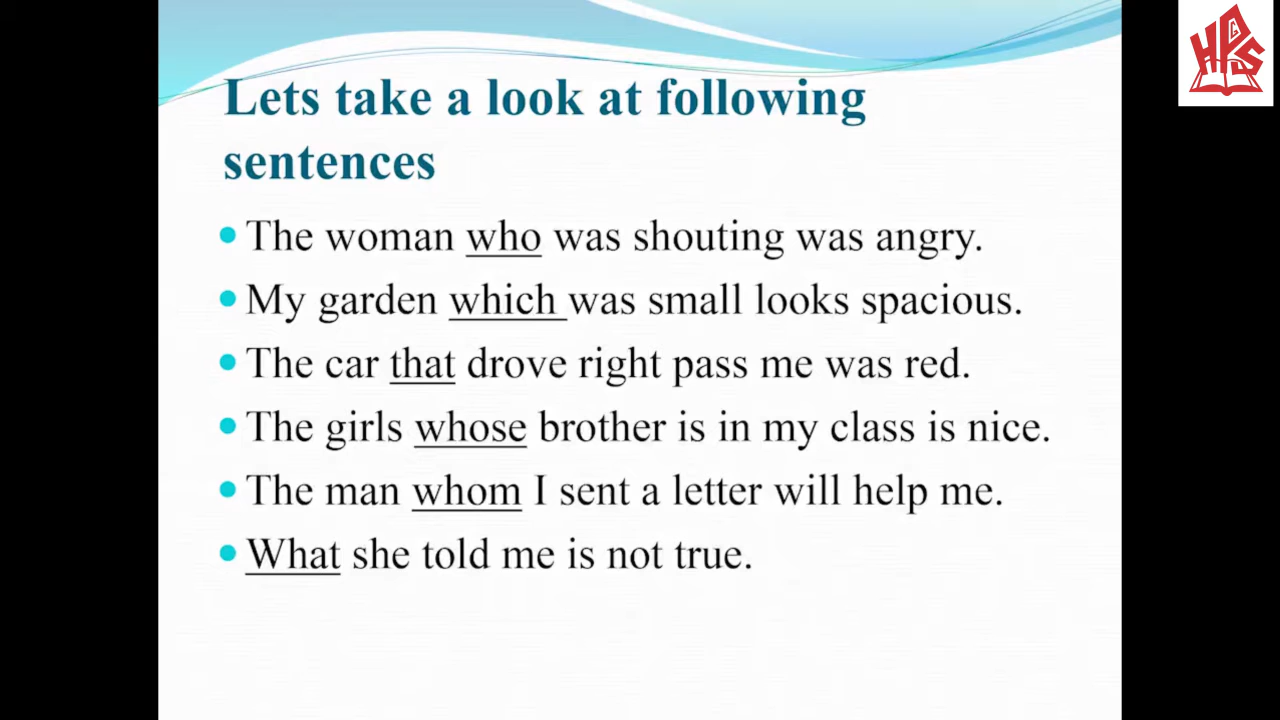 Lets take a look at following
sentences
The woman who was shouting was angry.
My garden which was small looks spacious.
The car that drove right pass me was red.
The girls whose brother is in my class is nice.
The man whom I sent a letter will help me.
What she told me is not true.
HPCS